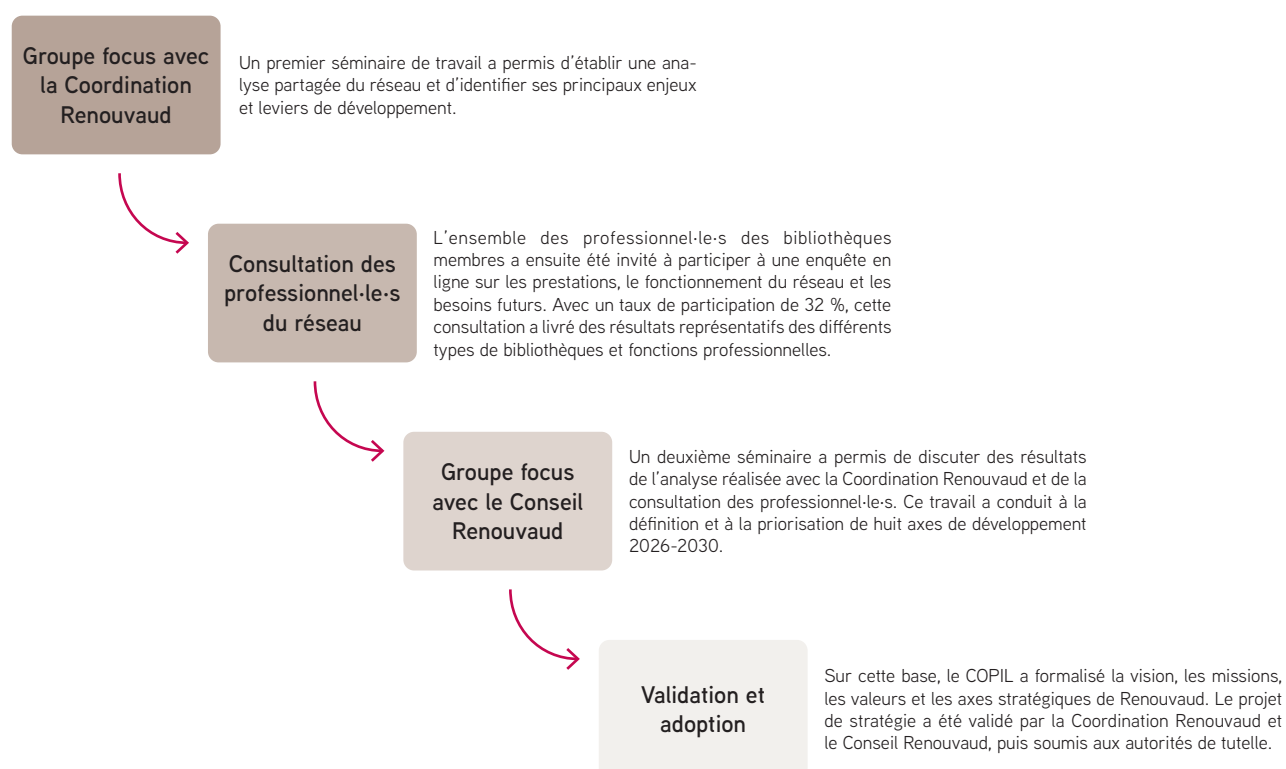 Groupe focus avec
la Coordination
Renouvaud
Un premier séminaire de travail a permis d’établir une ana-
lyse partagée du réseau et d’identifier ses principaux enjeux
et leviers de développement.
Consultation des
professionnel·le·s
du réseau
L’ensemble des professionnel·le·s des bibliothèques
membres a ensuite été invité à participer à une enquête en
ligne sur les prestations, le fonctionnement du réseau et les
besoins futurs. Avec un taux de participation de 32 %, cette
consultation a livré des résultats représentatifs des différents
types de bibliothèques et fonctions professionnelles.
Groupe focus
avec le Conseil
Renouvaud
Un deuxième séminaire a permis de discuter des résultats
de l’analyse réalisée avec la Coordination Renouvaud et de la
consultation des professionnel·le·s. Ce travail a conduit à la
définition et à la priorisation de huit axes de développement
2026-2030.
Validation et
adoption
Sur cette base, le COPIL a formalisé la vision, les missions,
les valeurs et les axes stratégiques de Renouvaud. Le projet
de stratégie a été validé par la Coordination Renouvaud et
le Conseil Renouvaud, puis soumis aux autorités de tutelle.